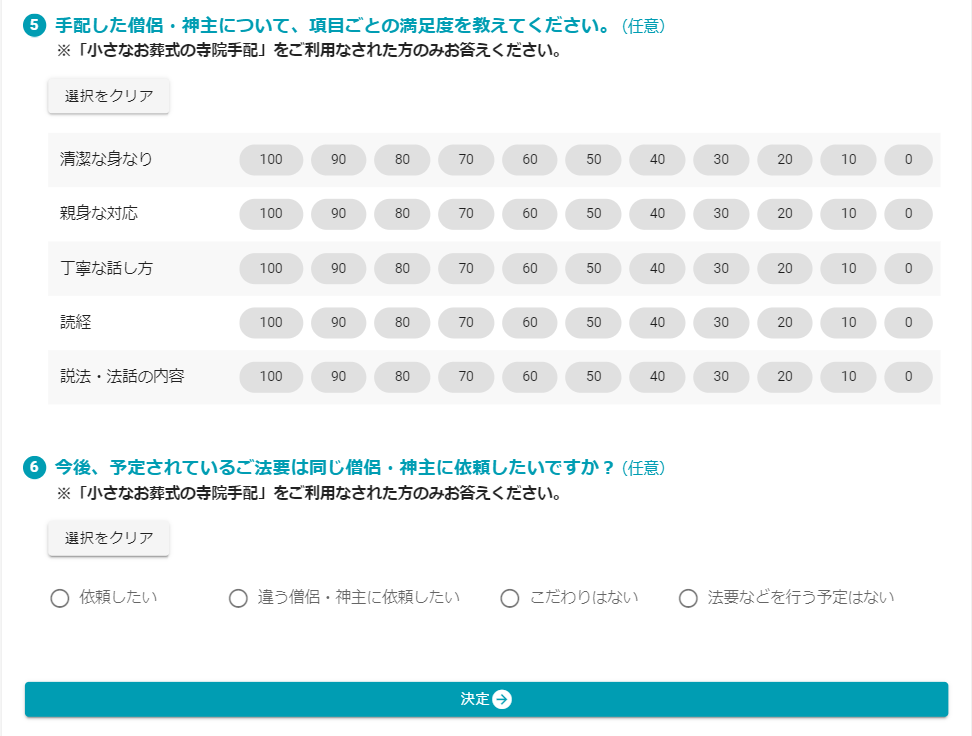 5 手配した僧侶・神主について、項目ごとの満足度を教えてください。（任意）
※「小さなお葬式の寺院手配」をご利用なされた方のみお答えください。
選択をクリア
清潔な身なり 100 90 80 70 60 50 40 30 20 10 0
親身な対応 100 90 80 70 60 50 40 30 20 10 0
丁寧な話し方 100 90 80 70 60 50 40 30 20 10 0
読経 100 90 80 70 60 50 40 30 20 10 0
説法・法話の内容 100 90 80 70 60 50 40 30 20 10 0
6 今後、予定されているご法要は同じ僧侶・神主に依頼したいですか？（任意）
※「小さなお葬式の寺院手配」をご利用なされた方のみお答えください。
選択をクリア
依頼したい 違う僧侶・神主に依頼したい こだわりはない 法要などを行う予定はない
決定